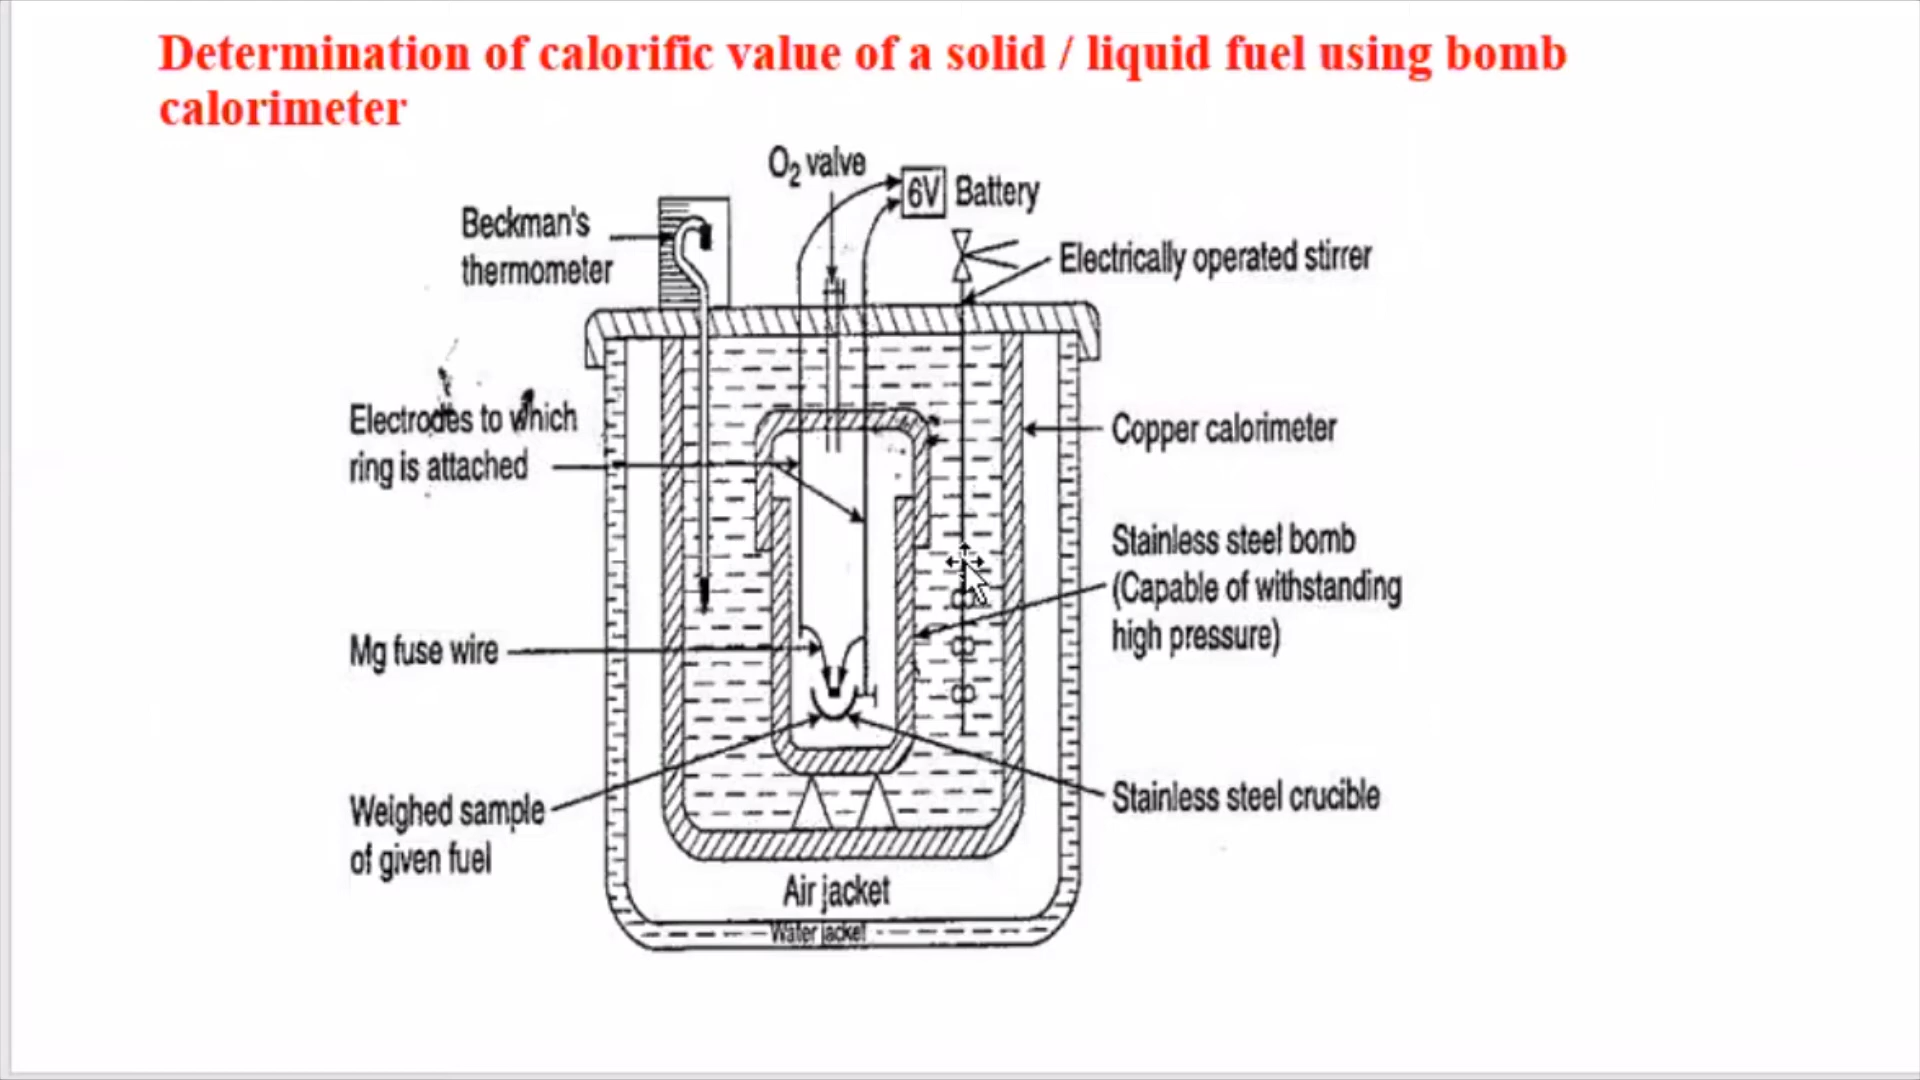 Determination of calorific value of a solid / liquid fuel using bomb
calorimeter
O₂ valve
6V Battery
Beckman's
thermometer
Electrically operated stirrer
Electrodes to which
ring is attached
Copper calorimeter
Stainless steel bomb
(Capable of withstanding
high pressure)
Mg fuse wire
Weighed sample
of given fuel
Stainless steel crucible
Air jacket
Water jacket